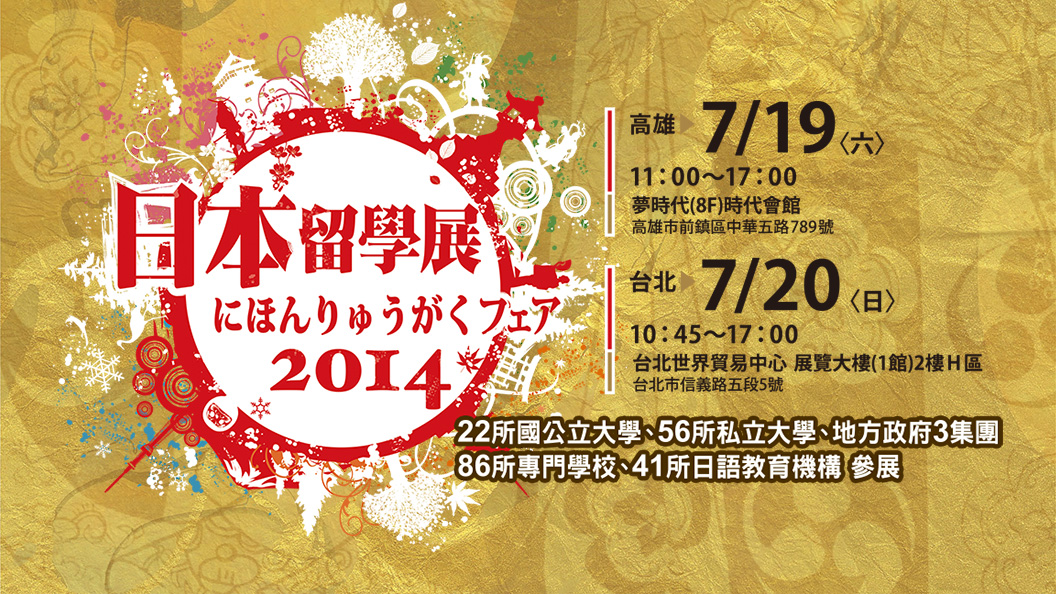 日本留學展
にほんりゅうがくフェア
2014
高雄 7/19〈六〉
11：00～17：00
夢時代(8F)時代會館
高雄市前鎮區中華五路789號
台北 7/20〈日〉
10：45～17：00
台北世界貿易中心 展覽大樓(1館)2樓H區
台北市信義路五段5號
22所國公立大學、56所私立大學、地方政府3集團
86所專門學校、41所日語教育機構 參展